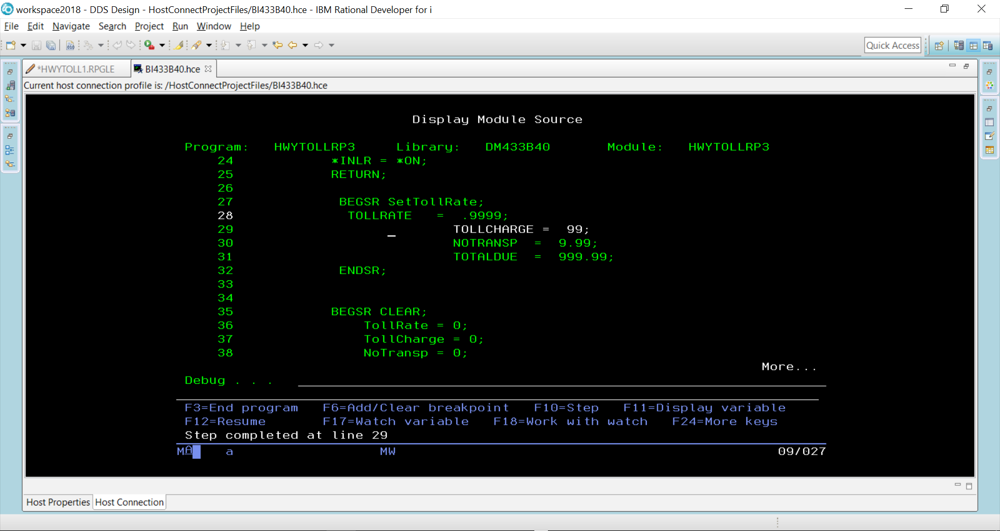 workspace2018 - DDS Design - HostConnectProjectFiles/BI433B40.hce - IBM Rational Developer for i
File Edit Navigate Search Project Run Window Help
010
Quick Access
*HWYTOLL1.RPGLE BI433B40.hce
Current host connection profile is: /HostConnectProjectFiles/BI433B40.hce
Display Module Source
Program: HWYTOLLRP3 Library: DM433B40 Module: HWYTOLLRP3
24 *INLR = *ON;
25 RETURN;
26
27 BEGSR SetTollRate;
28 TOLLRATE = .9999;
29 TOLLCHARGE = 99;
30 NOTRANSP = 9.99;
31 TOTALDUE = 999.99;
32 ENDSR;
33
34
35 BEGSR CLEAR;
36 TollRate = 0;
37 TollCharge = 0;
38 NoTransp = 0;
More...
Debug . . .
F3=End program F6=Add/Clear breakpoint F10=Step F11=Display variable
F12=Resume F17=Watch variable F18=Work with watch F24=More keys
Step completed at line 29
MA a MW 09/027
Host Properties Host Connection